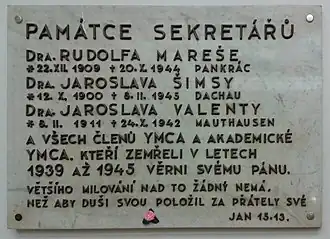 PAMÁTCE SEKRETÁŘŮ
DRA. RUDOLFA MAREŠE
* 22.XII. 1909 + 20.X. 1944 PANKRÁC
DRA. JAROSLAVA ŠIMSY
* 12.X. 1900 + 8.II. 1945 DACHAU
DRA. JAROSLAVA VALENTY
* 8.II. 1911 + 24.X. 1942 MAUTHAUSEN
A VŠECH ČLENŮ YMCA A AKADEMICKÉ
YMCA, KTEŘÍ ZEMŘELI V LETECH
1939 AŽ 1945 VĚRNI SVÉMU PÁNU.
VĚTŠÍHO MILOVÁNÍ NAD TO ŽÁDNÝ NEMÁ,
NEŽ ABY DUŠI SVOU POLOŽIL ZA PŘÁTELY SVÉ
JAN 15-13.